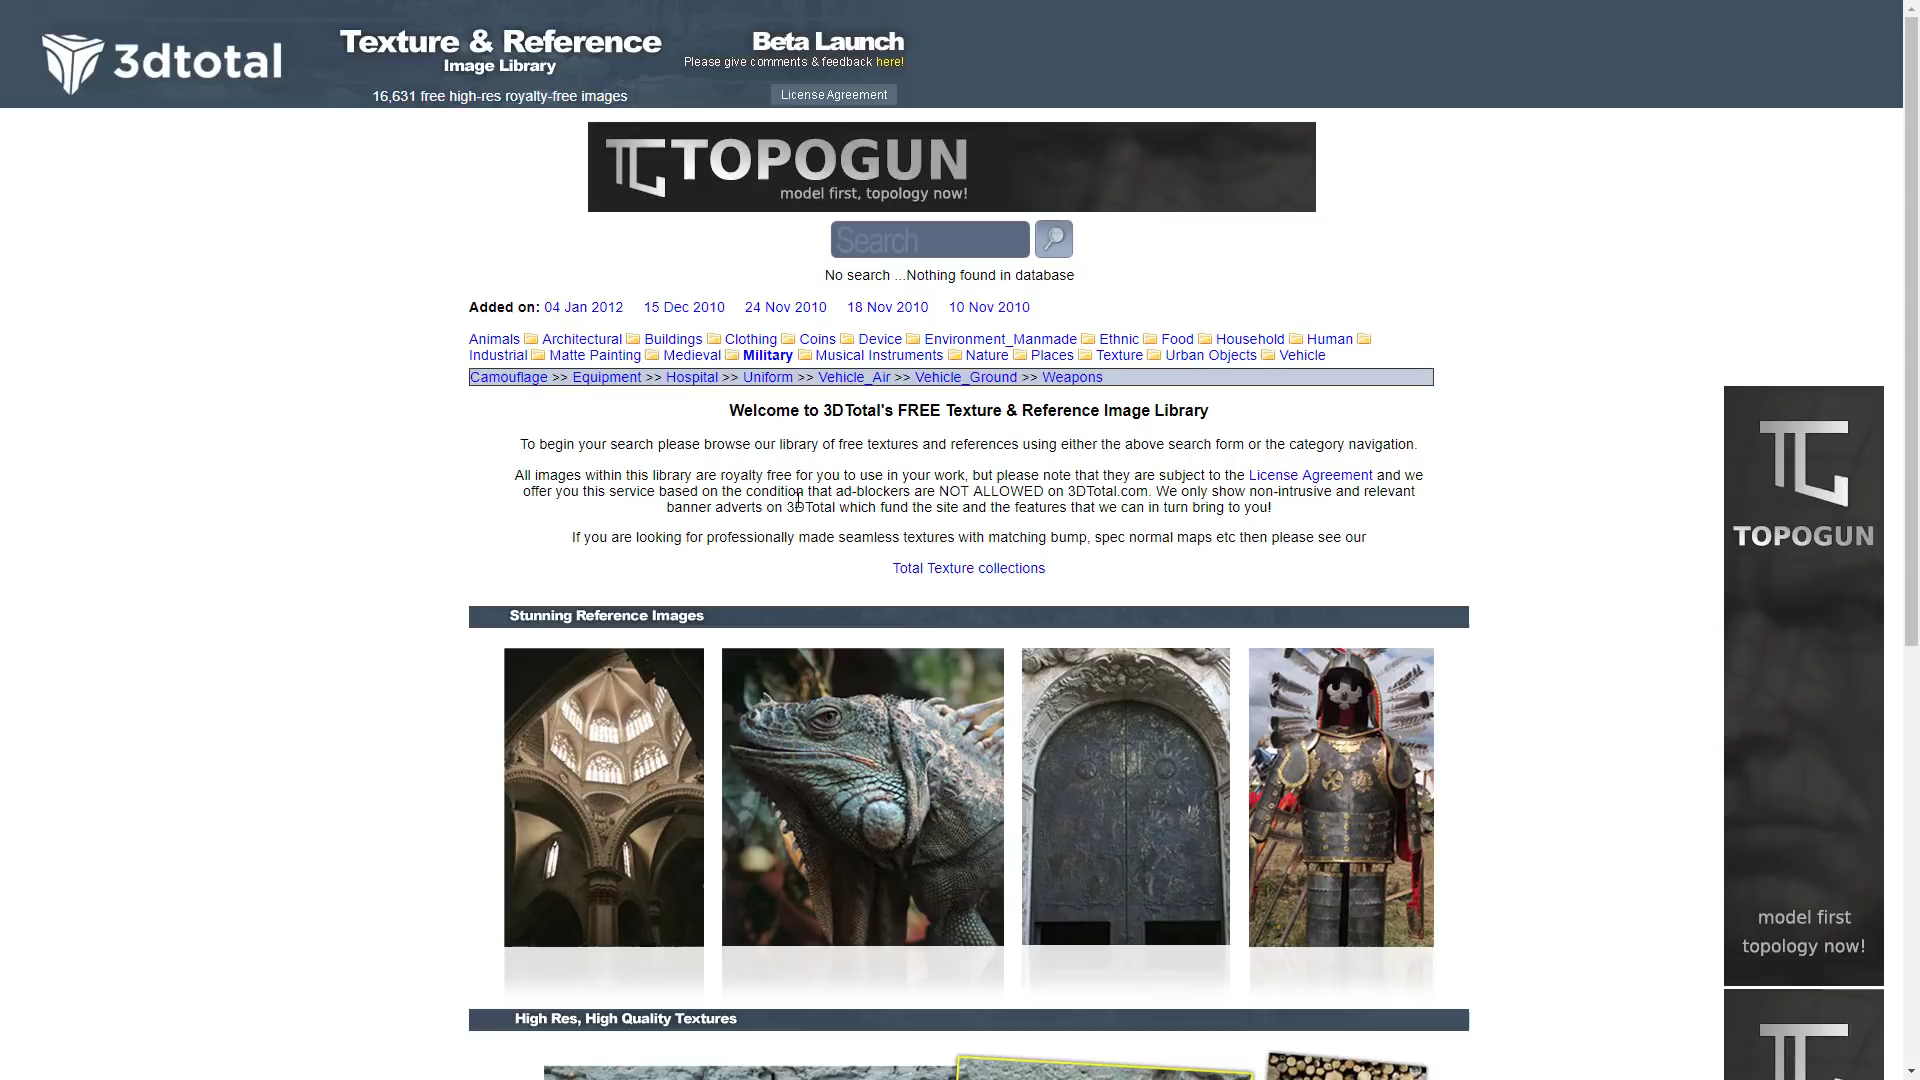 3dtotal
Texture & Reference
Image Library
16,631 free high-res royalty-free images
Beta Launch
Please give comments & feedback here!
License Agreement
TOPOGUN
model first, topology now!
Search
No search ...Nothing found in database
Added on: 04 Jan 2012 15 Dec 2010 24 Nov 2010 18 Nov 2010 10 Nov 2010
Animals Architectural Buildings Clothing Coins Device Environment_Manmade Ethnic Food Household Human
Industrial Matte Painting Medieval Military Musical Instruments Nature Places Texture Urban Objects Vehicle
Camouflage >> Equipment >> Hospital >> Uniform >> Vehicle_Air >> Vehicle_Ground >> Weapons
Welcome to 3DTotal's FREE Texture & Reference Image Library
To begin your search please browse our library of free textures and references using either the above search form or the category navigation.
All images within this library are royalty free for you to use in your work, but please note that they are subject to the License Agreement and we
offer you this service based on the condition that ad-blockers are NOT ALLOWED on 3DTotal.com. We only show non-intrusive and relevant
banner adverts on 3DTotal which fund the site and the features that we can in turn bring to you!
If you are looking for professionally made seamless textures with matching bump, spec normal maps etc then please see our
Total Texture collections
Stunning Reference Images
High Res, High Quality Textures
TOPOGUN
model first
topology now!